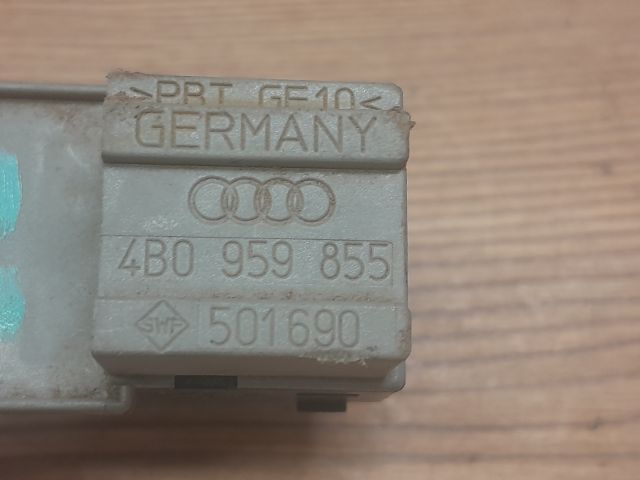 >PBT GF10<
GERMANY
4B0 959 855
SWF 501690